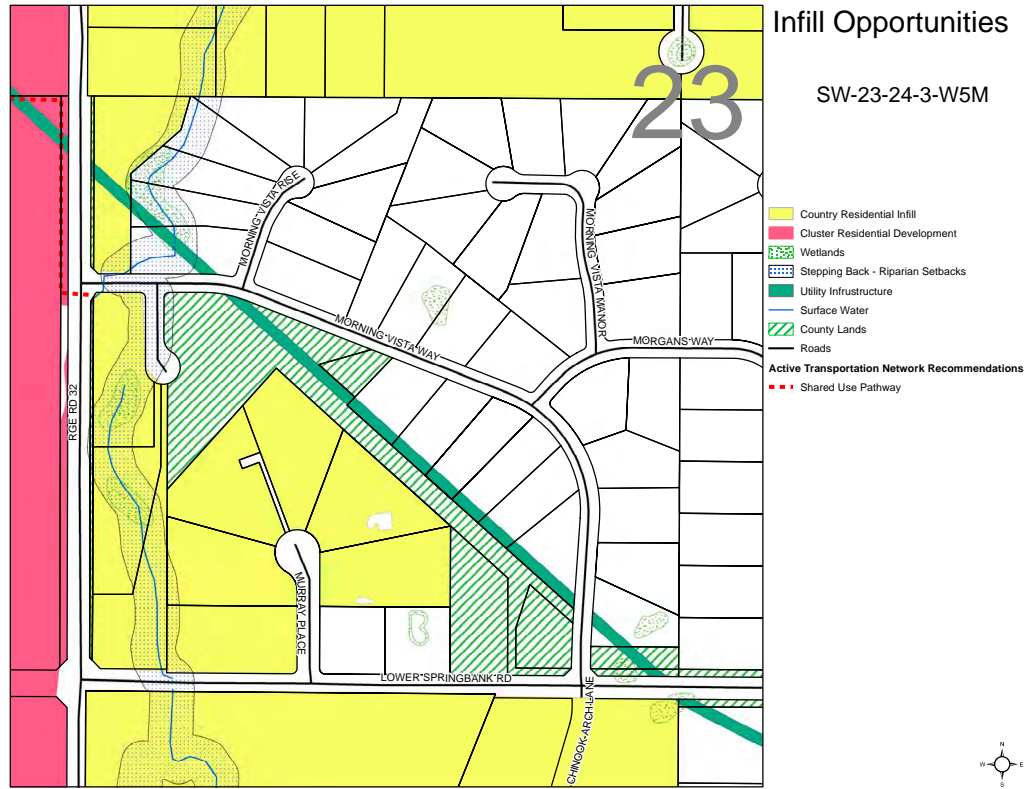 Infill Opportunities
SW-23-24-3-W5M
23
MORNING VISTA RISE
MORNING VISTA MANOR
MORNING VISTA WAY
MORGANS WAY
RGE RD 32
MURRAY PLACE
LOWER SPRINGBANK RD
CHINOOK ARCH LANE
Country Residential Infill
Cluster Residential Development
Wetlands
Stepping Back - Riparian Setbacks
Utility Infrustructure
Surface Water
County Lands
Roads
Active Transportation Network Recommendations
Shared Use Pathway
N
W E
S